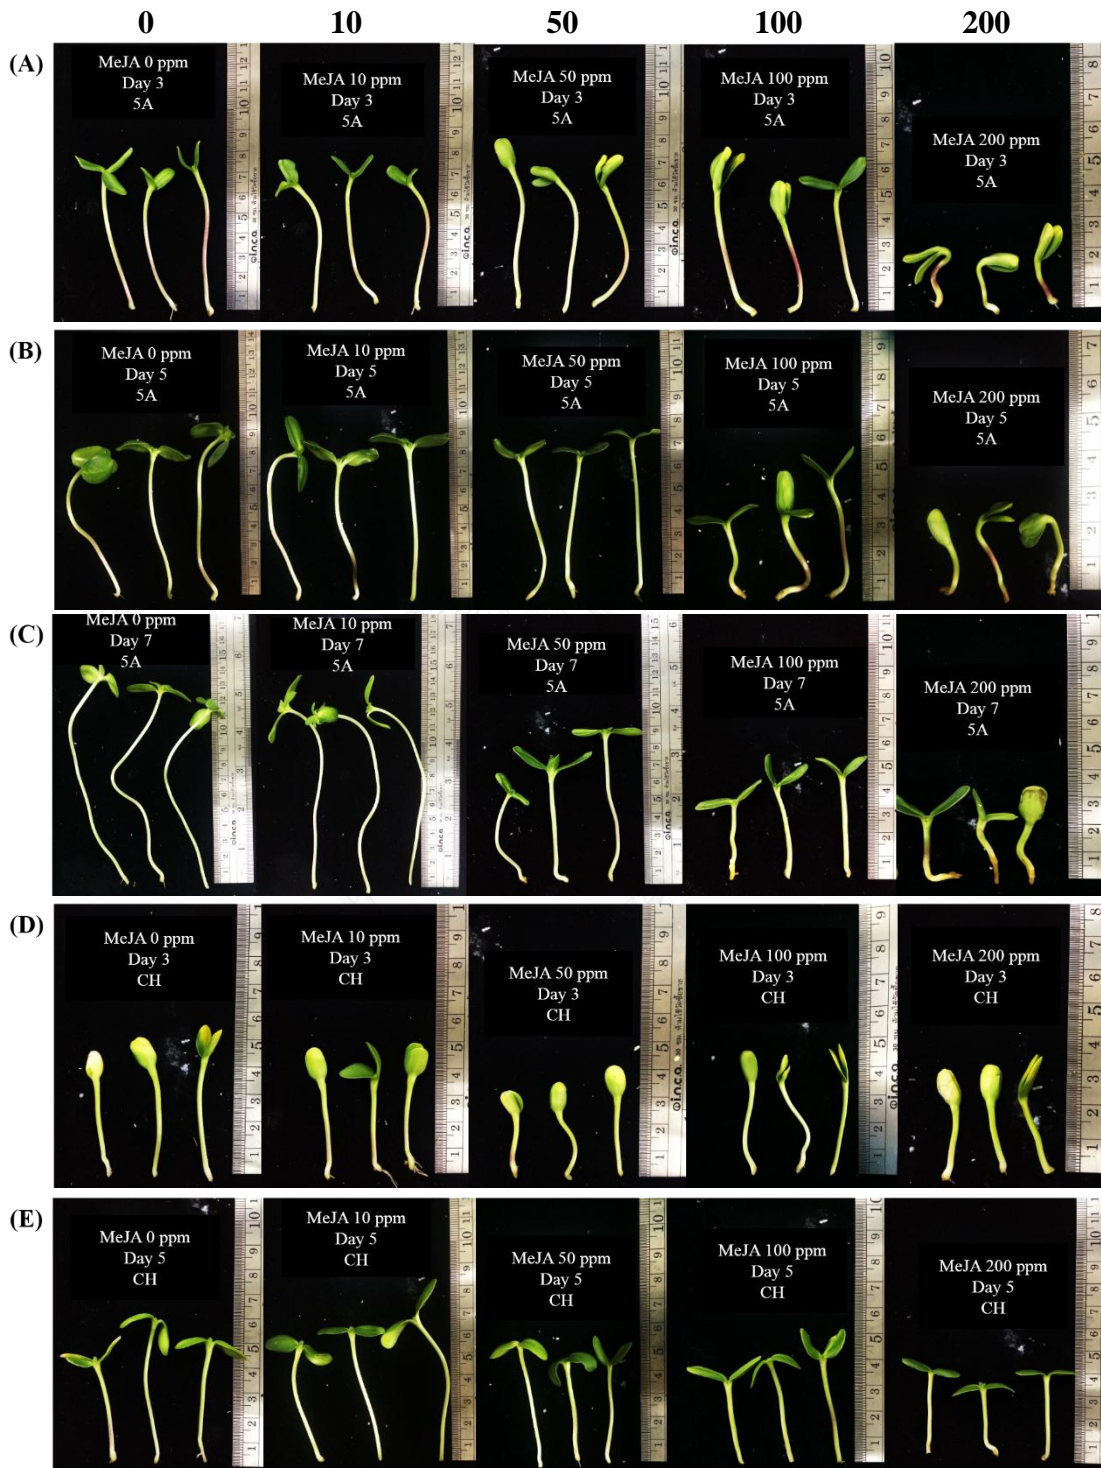 0 10 50 100 200
(A)
MeJA 0 ppm
Day 3
5A
MeJA 10 ppm
Day 3
5A
MeJA 50 ppm
Day 3
5A
MeJA 100 ppm
Day 3
5A
MeJA 200 ppm
Day 3
5A
(B)
MeJA 0 ppm
Day 5
5A
MeJA 10 ppm
Day 5
5A
MeJA 50 ppm
Day 5
5A
MeJA 100 ppm
Day 5
5A
MeJA 200 ppm
Day 5
5A
(C)
MeJA 0 ppm
Day 7
5A
MeJA 10 ppm
Day 7
5A
MeJA 50 ppm
Day 7
5A
MeJA 100 ppm
Day 7
5A
MeJA 200 ppm
Day 7
5A
(D)
MeJA 0 ppm
Day 3
CH
MeJA 10 ppm
Day 3
CH
MeJA 50 ppm
Day 3
CH
MeJA 100 ppm
Day 3
CH
MeJA 200 ppm
Day 3
CH
(E)
MeJA 0 ppm
Day 5
CH
MeJA 10 ppm
Day 5
CH
MeJA 50 ppm
Day 5
CH
MeJA 100 ppm
Day 5
CH
MeJA 200 ppm
Day 5
CH